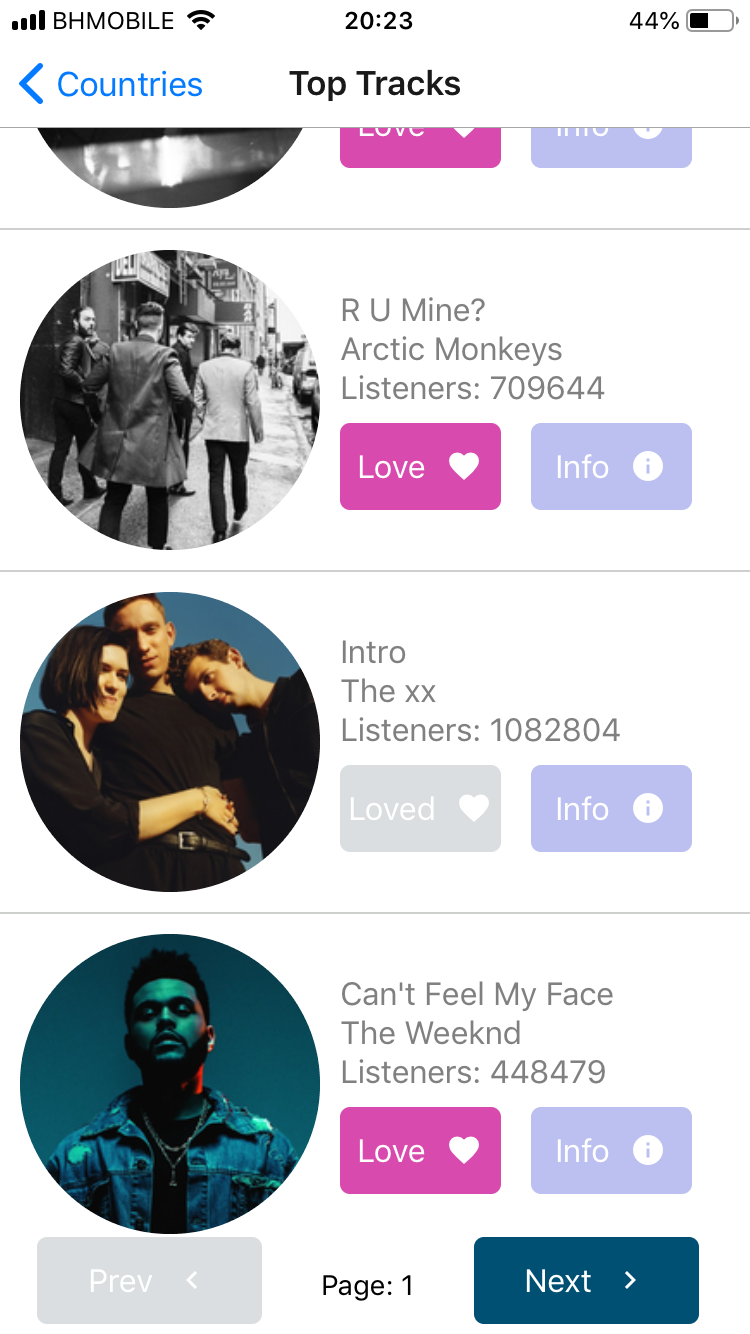 BHMOBILE
20:23
44%
Countries
Top Tracks
Love
Info
R U Mine?
Arctic Monkeys
Listeners: 709644
Love
Info
Intro
The xx
Listeners: 1082804
Loved
Info
Can't Feel My Face
The Weeknd
Listeners: 448479
Love
Info
Prev
Page: 1
Next